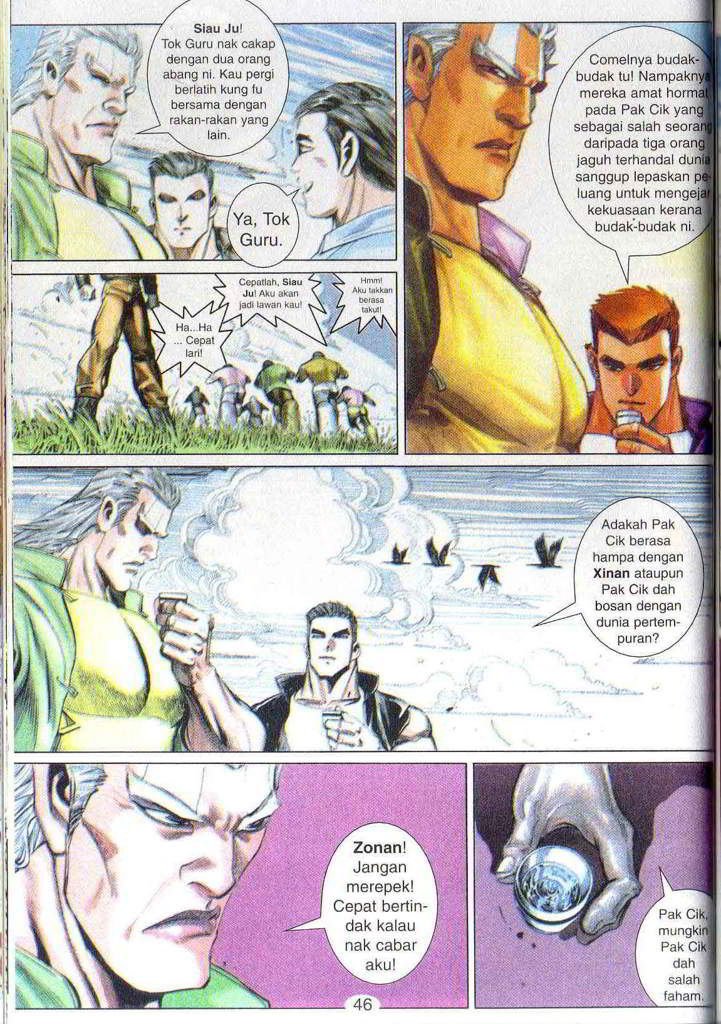 Siau Ju!
Tok Guru nak cakap
dengan dua orang
abang ni. Kau pergi
berlatih kung fu
bersama dengan
rakan-rakan yang
lain.
Ya, Tok
Guru.
Comelnya budak-
budak tu! Nampaknya
mereka amat hormat
pada Pak Cik yang
sebagai salah seorang
daripada tiga orang
jaguh terhandal dunia
sanggup lepaskan pe-
luang untuk mengejar
kekuasaan kerana
budak-budak ni.
Ha...Ha
... Cepat
lari!
Cepatlah, Siau
Ju! Aku akan
jadi lawan kau!
Hmm!
Aku takkan
berasa
takut!
Adakah Pak
Cik berasa
hampa dengan
Xinan ataupun
Pak Cik dah
bosan dengan
dunia pertem-
puran?
Zonan!
Jangan
merepek!
Cepat bertin-
dak kalau
nak cabar
aku!
Pak Cik,
mungkin
Pak Cik
dah
salah
faham.
46